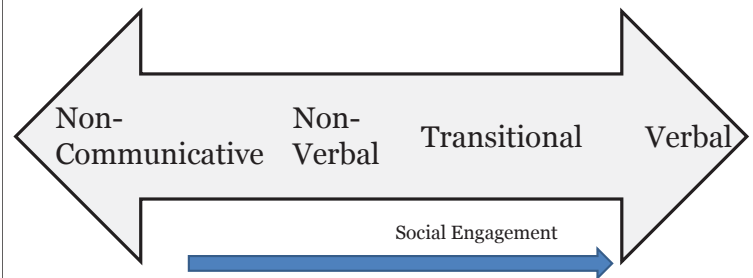 Non-
Communicative
Non-
Verbal
Transitional
Verbal
Social Engagement